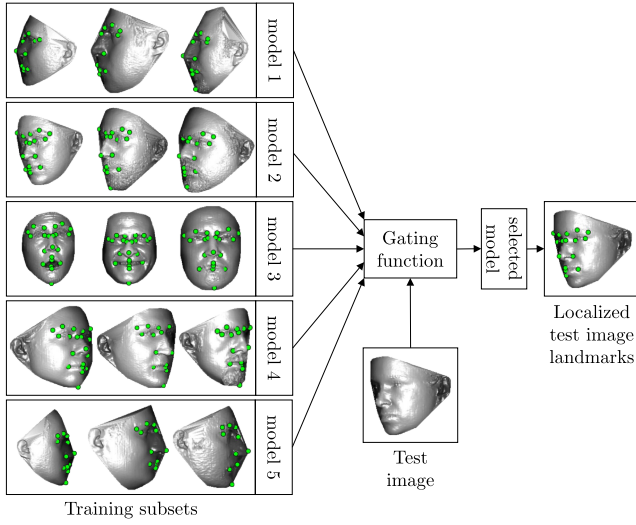 model 1
model 2
model 3
model 4
model 5
Training subsets
Gating
function
Test
image
selected
model
Localized
test image
landmarks